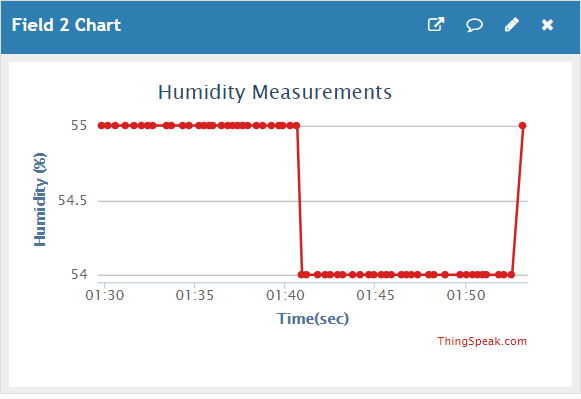 Field 2 Chart
Humidity Measurements
Humidity (%)
55
54.5
54
01:30 01:35 01:40 01:45 01:50
Time(sec)
ThingSpeak.com